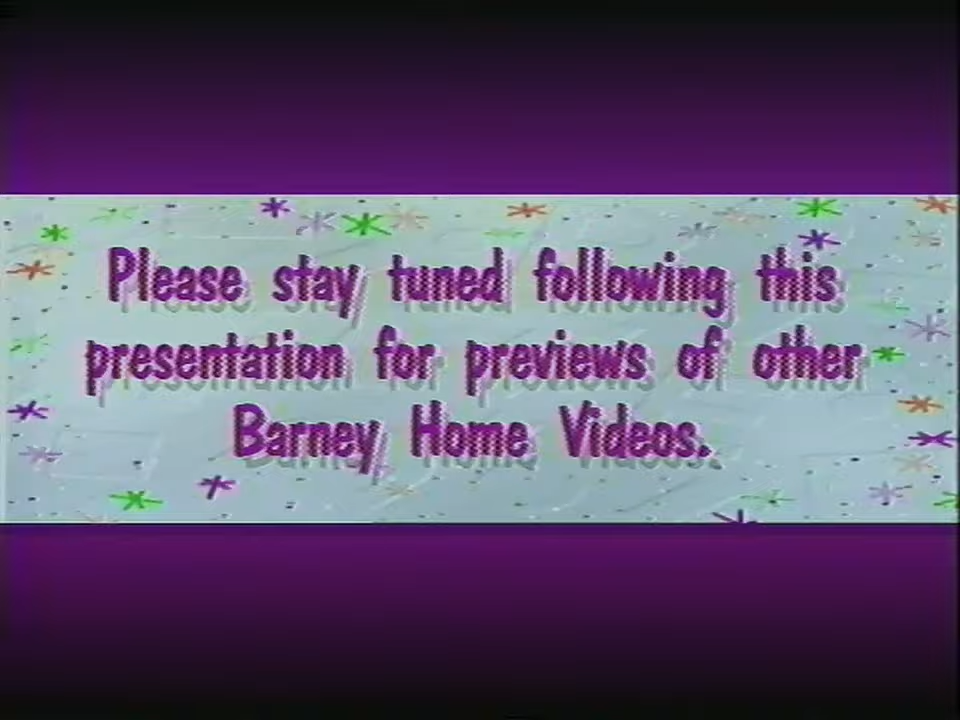 Please stay tuned following this
presentation for previews of other
Barney Home Videos.